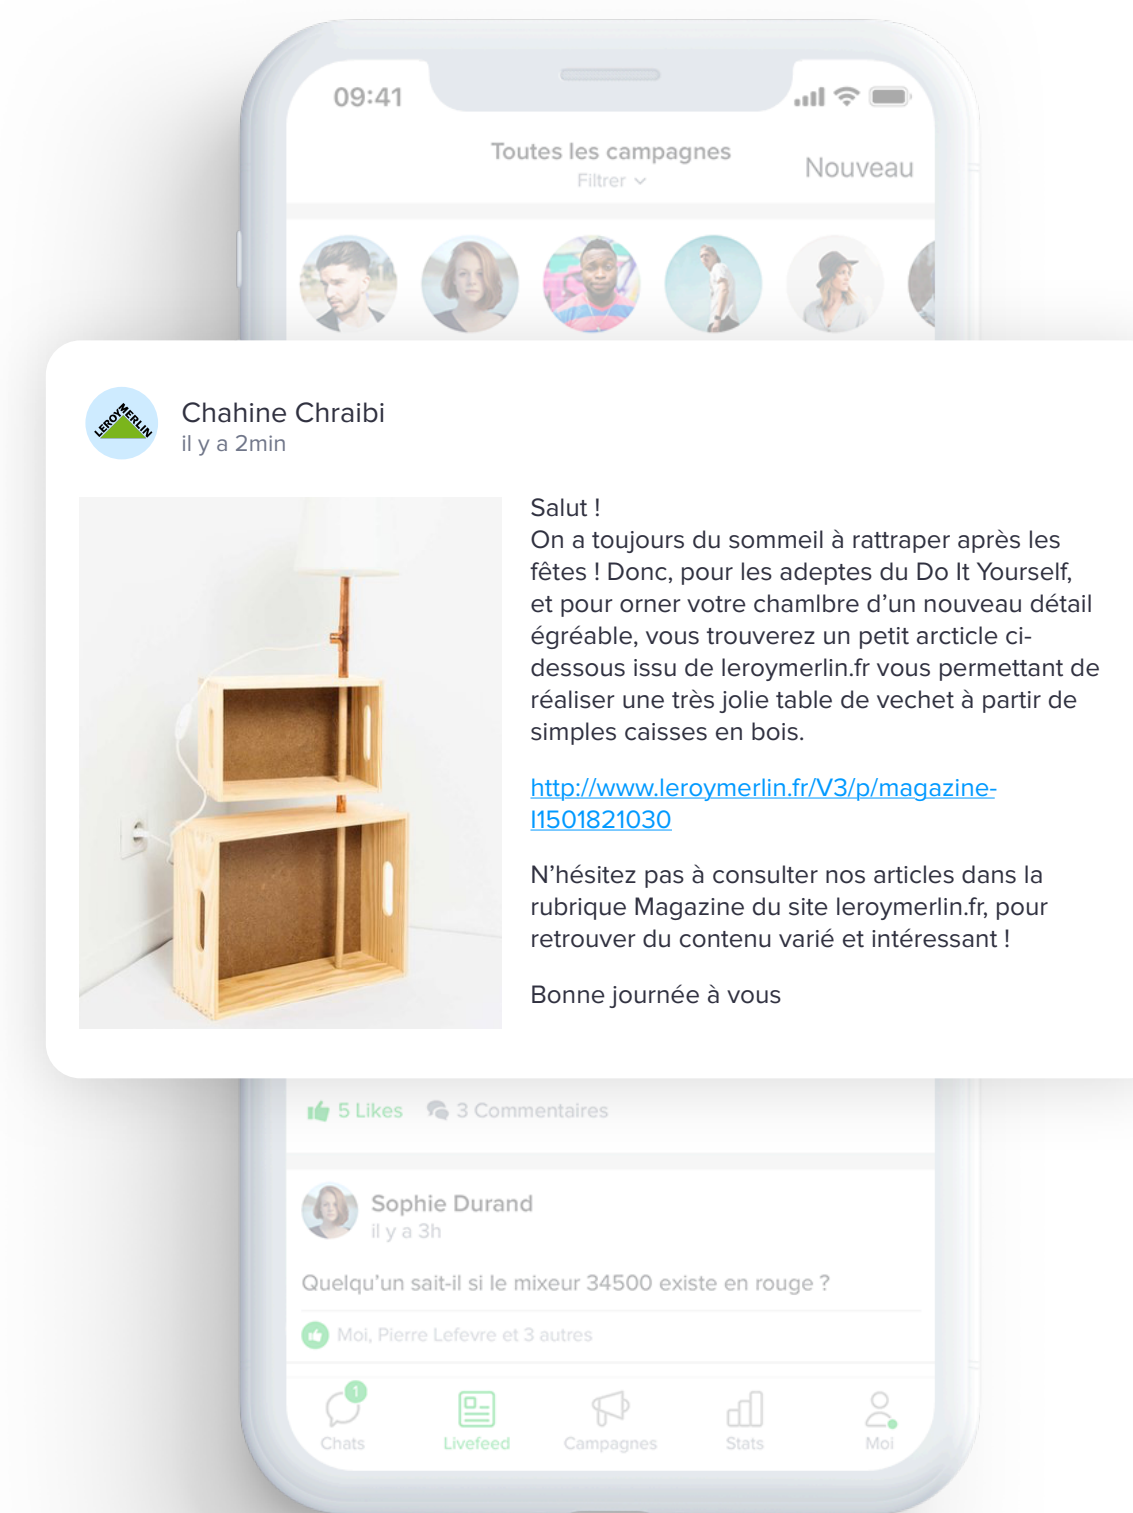 09:41
Toutes les campagnes
Filtrer
Nouveau
LEROY MERLIN
Chahine Chraibi
il y a 2min
Salut !
On a toujours du sommeil à rattraper après les
fêtes ! Donc, pour les adeptes du Do It Yourself,
et pour orner votre chamlbre d’un nouveau détail
égréable, vous trouverez un petit arcticle ci-
dessous issu de leroymerlin.fr vous permettant de
réaliser une très jolie table de vechet à partir de
simples caisses en bois.
http://www.leroymerlin.fr/V3/p/magazine-
l1501821030
N’hésitez pas à consulter nos articles dans la
rubrique Magazine du site leroymerlin.fr, pour
retrouver du contenu varié et intéressant !
Bonne journée à vous
5 Likes
3 Commentaires
Sophie Durand
il y a 3h
Quelqu’un sait-il si le mixeur 34500 existe en rouge ?
Moi, Pierre Lefevre et 3 autres
1
Chats
Livefeed
Campagnes
Stats
Moi